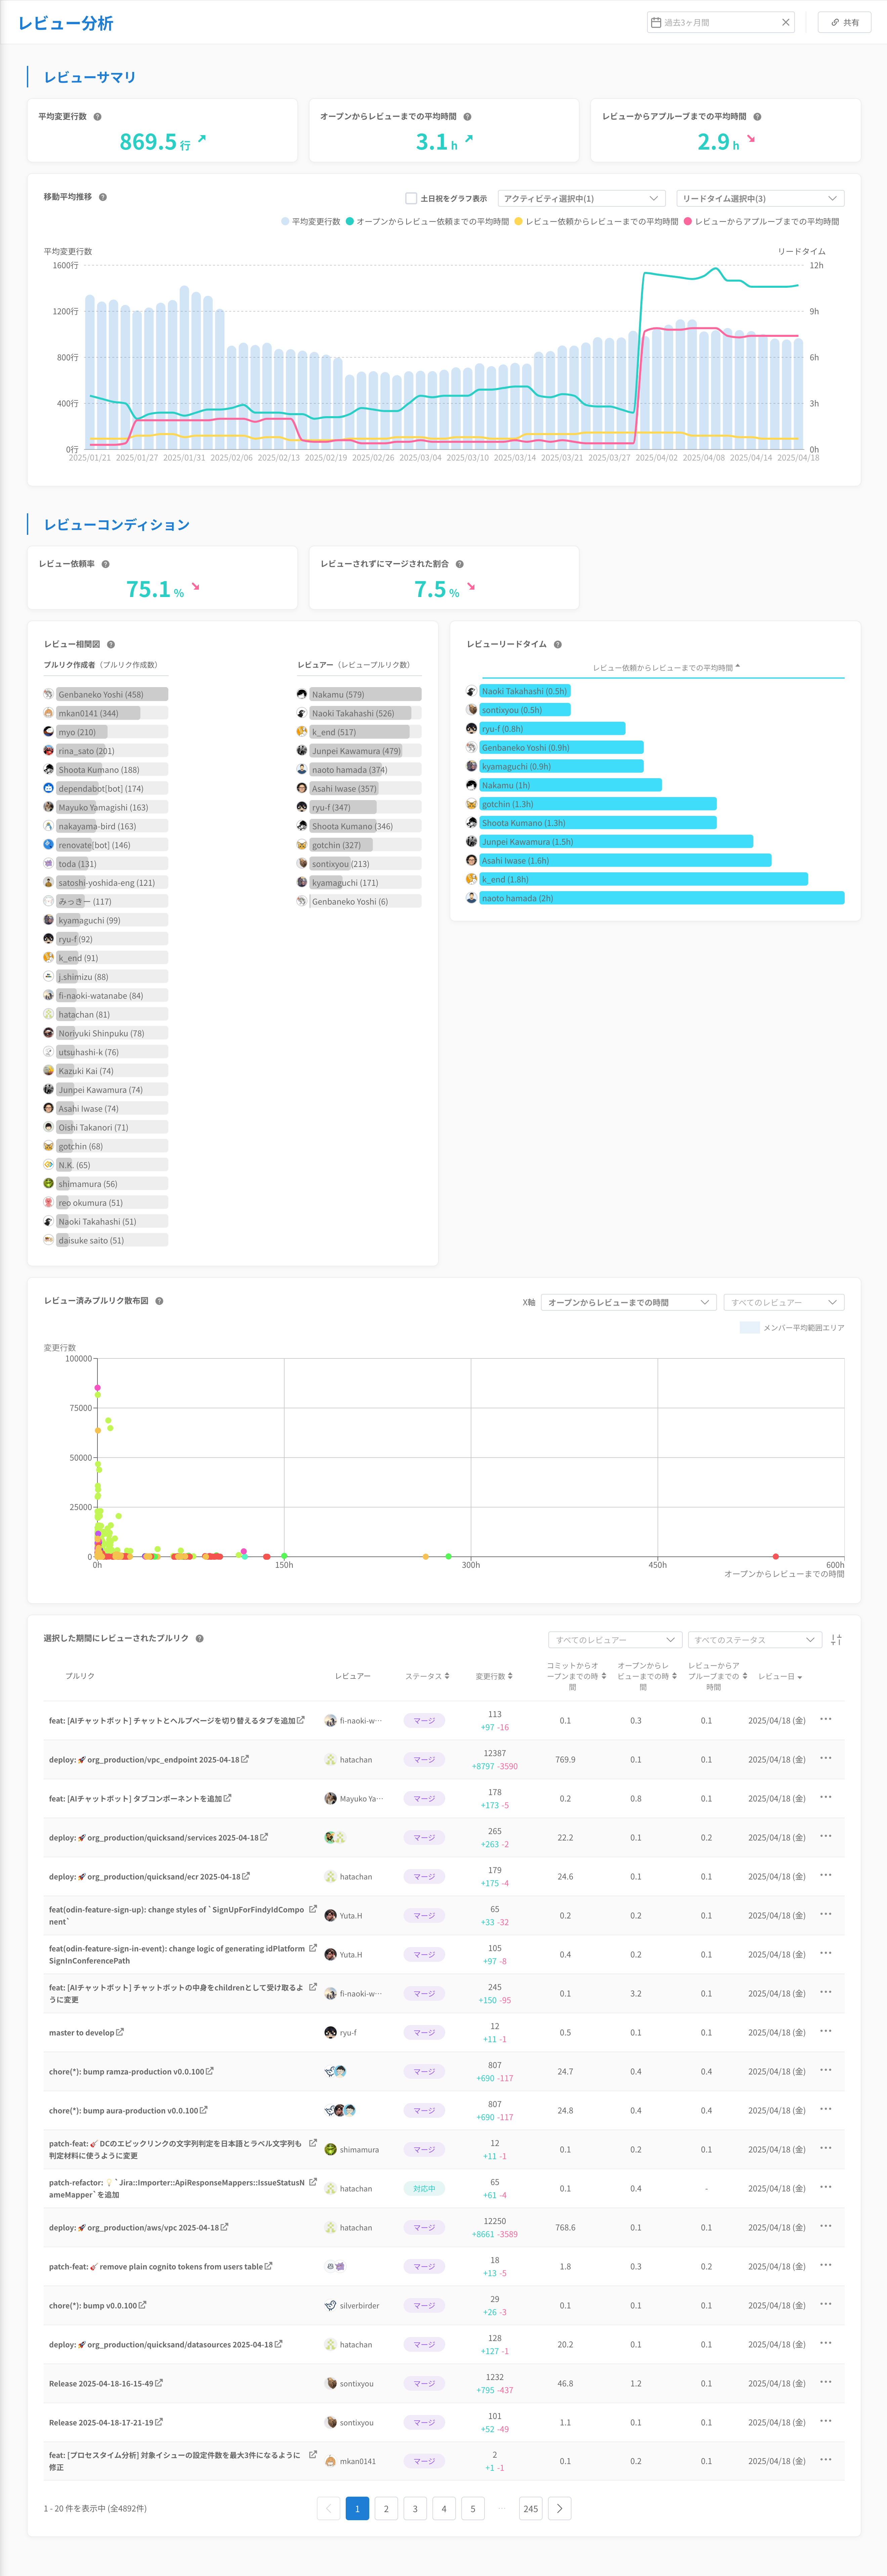 レビュー分析
過去3ヶ月間
共有
レビューサマリ
平均変更行数
869.5 行
オープンからレビューまでの平均時間
3.1 h
レビューからアプルーブまでの平均時間
2.9 h
移動平均推移
土日祝をグラフ表示
アクティビティ選択中(1)
リードタイム選択中(3)
平均変更行数 オープンからレビュー依頼までの平均時間 レビュー依頼からレビューまでの平均時間 レビューからアプルーブまでの平均時間
平均変更行数 リードタイム
1600行 12h
1200行 9h
800行 6h
400行 3h
0行 0h
2025/01/21 2025/01/27 2025/01/31 2025/02/06 2025/02/13 2025/02/19 2025/02/26 2025/03/04 2025/03/10 2025/03/14 2025/03/21 2025/03/27 2025/04/02 2025/04/08 2025/04/14 2025/04/18
レビューコンディション
レビュー依頼率
75.1 %
レビューされずにマージされた割合
7.5 %
レビュー相関図
プルリク作成者（プルリク作成数）
Genbaneko Yoshi (458)
mkan0141 (344)
myo (210)
rina_sato (201)
Shoota Kumano (188)
dependabot[bot] (174)
Mayuko Yamagishi (163)
nakayama-bird (163)
renovate[bot] (146)
toda (131)
satoshi-yoshida-eng (121)
みっきー (117)
kyamaguchi (99)
ryu-f (92)
k_end (91)
j.shimizu (88)
fi-naoki-watanabe (84)
hatachan (81)
Noriyuki Shinpuku (78)
utsuhashi-k (76)
Kazuki Kai (74)
Junpei Kawamura (74)
Asahi Iwase (74)
Oishi Takanori (71)
gotchin (68)
N.K. (65)
shimamura (56)
reo okumura (51)
Naoki Takahashi (51)
daisuke saito (51)
レビュアー（レビュープルリク数）
Nakamu (579)
Naoki Takahashi (526)
k_end (517)
Junpei Kawamura (479)
naoto hamada (374)
Asahi Iwase (357)
ryu-f (347)
Shoota Kumano (346)
gotchin (327)
sontixyou (213)
kyamaguchi (171)
Genbaneko Yoshi (6)
レビューリードタイム
レビュー依頼からレビューまでの平均時間
Naoki Takahashi (0.5h)
sontixyou (0.5h)
ryu-f (0.8h)
Genbaneko Yoshi (0.9h)
kyamaguchi (0.9h)
Nakamu (1h)
gotchin (1.3h)
Shoota Kumano (1.3h)
Junpei Kawamura (1.5h)
Asahi Iwase (1.6h)
k_end (1.8h)
naoto hamada (2h)
レビュー済みプルリク散布図
X軸 オープンからレビューまでの時間 すべてのレビュアー
メンバー平均範囲エリア
変更行数
100000
75000
50000
25000
0
0h 150h 300h 450h 600h
オープンからレビューまでの時間
選択した期間にレビューされたプルリク
すべてのレビュアー すべてのステータス
プルリク レビュアー ステータス 変更行数 コミットからオープンまでの時間 オープンからレビューまでの時間 レビューからアプルーブまでの時間 レビュー日
feat: [AIチャットボット] チャットとヘルプページを切り替えるタブを追加 fi-naoki-w… マージ 113 +97 -16 0.1 0.3 0.1 2025/04/18 (金)
deploy: 🚀 org_production/vpc_endpoint 2025-04-18 hatachan マージ 12387 +8797 -3590 769.9 0.1 0.1 2025/04/18 (金)
feat: [AIチャットボット] タブコンポーネントを追加 Mayuko Ya… マージ 178 +173 -5 0.2 0.8 0.1 2025/04/18 (金)
deploy: 🚀 org_production/quicksand/services 2025-04-18 マージ 265 +263 -2 22.2 0.1 0.2 2025/04/18 (金)
deploy: 🚀 org_production/quicksand/ecr 2025-04-18 hatachan マージ 179 +175 -4 24.6 0.1 0.1 2025/04/18 (金)
feat(odin-feature-sign-up): change styles of `SignUpForFindyIdComponent` Yuta.H マージ 65 +33 -32 0.2 0.2 0.1 2025/04/18 (金)
feat(odin-feature-sign-in-event): change logic of generating idPlatformSignInConferencePath Yuta.H マージ 105 +97 -8 0.4 0.2 0.1 2025/04/18 (金)
feat: [AIチャットボット] チャットボットの中身をchildrenとして受け取るように変更 fi-naoki-w… マージ 245 +150 -95 0.1 3.2 0.1 2025/04/18 (金)
master to develop ryu-f マージ 12 +11 -1 0.5 0.1 0.1 2025/04/18 (金)
chore(*): bump ramza-production v0.0.100 マージ 807 +690 -117 24.7 0.4 0.4 2025/04/18 (金)
chore(*): bump aura-production v0.0.100 マージ 807 +690 -117 24.8 0.4 0.4 2025/04/18 (金)
patch-feat: 🎸 DCのエピックリンクの文字列判定を日本語とラベル文字列も判定材料に使うように変更 shimamura マージ 12 +11 -1 0.1 0.2 0.1 2025/04/18 (金)
patch-refactor: 💡 `Jira::Importer::ApiResponseMappers::IssueStatusNameMapper`を追加 hatachan 対応中 65 +61 -4 0.1 0.4 - 2025/04/18 (金)
deploy: 🚀 org_production/aws/vpc 2025-04-18 hatachan マージ 12250 +8661 -3589 768.6 0.1 0.1 2025/04/18 (金)
patch-feat: 🎸 remove plain cognito tokens from users table マージ 18 +13 -5 1.8 0.3 0.2 2025/04/18 (金)
chore(*): bump v0.0.100 silverbirder マージ 29 +26 -3 0.1 0.1 0.1 2025/04/18 (金)
deploy: 🚀 org_production/quicksand/datasources 2025-04-18 hatachan マージ 128 +127 -1 20.2 0.1 0.1 2025/04/18 (金)
Release 2025-04-18-16-15-49 sontixyou マージ 1232 +795 -437 46.8 1.2 0.1 2025/04/18 (金)
Release 2025-04-18-17-21-19 sontixyou マージ 101 +52 -49 1.1 0.1 0.1 2025/04/18 (金)
feat: [プロセスタイム分析] 対象イシューの設定件数を最大3件になるように修正 mkan0141 マージ 2 +1 -1 0.1 0.2 0.1 2025/04/18 (金)
1 - 20 件を表示中 (全4892件)
1 2 3 4 5 … 245